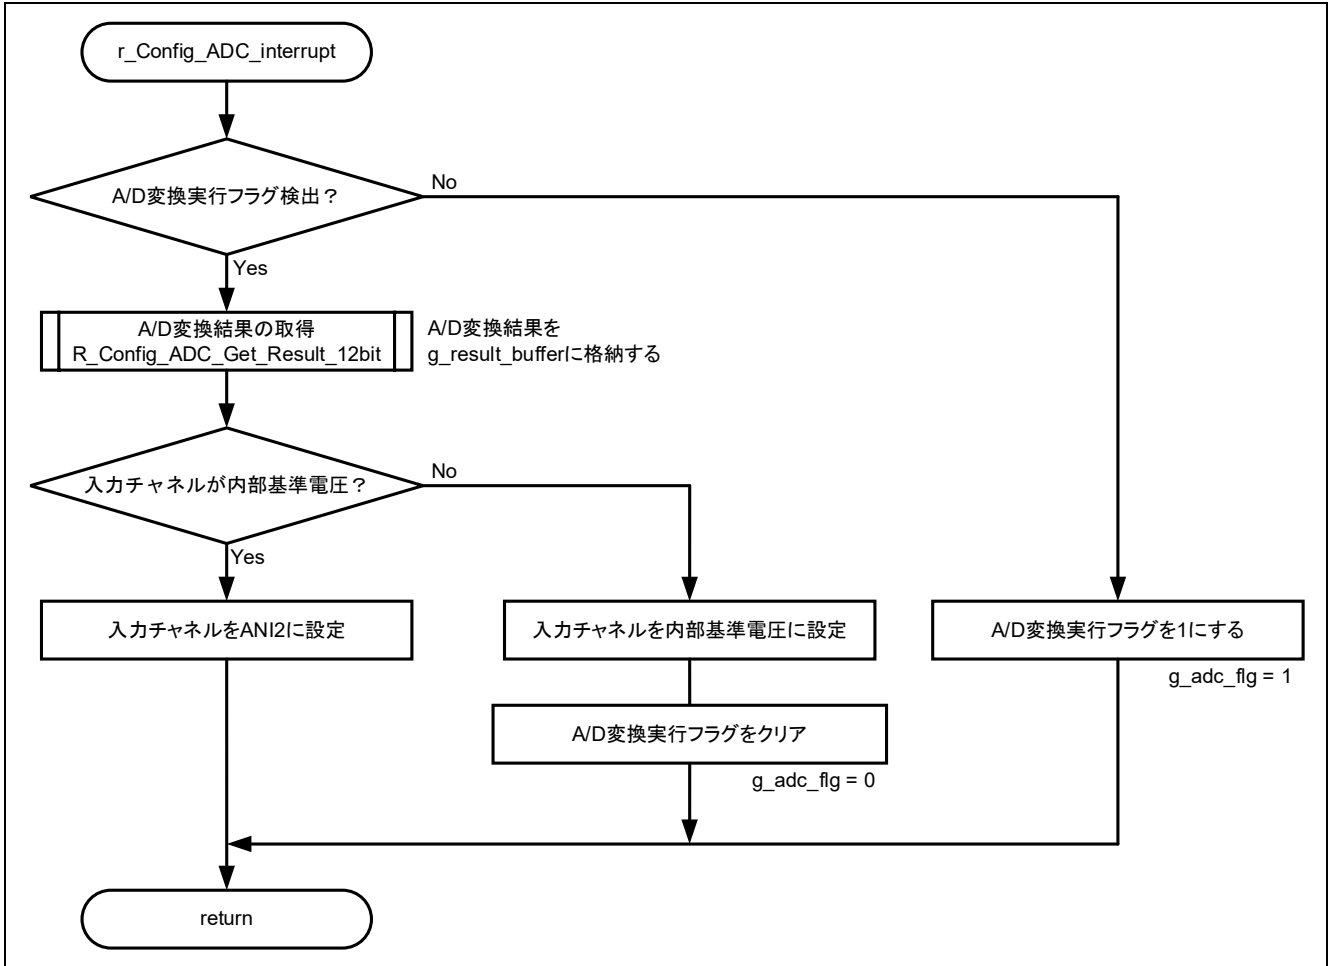 r_Config_ADC_interrupt
A/D変換実行フラグ検出？
No
Yes
A/D変換結果の取得
R_Config_ADC_Get_Result_12bit
A/D変換結果を
g_result_bufferに格納する
入力チャネルが内部基準電圧？
No
Yes
入力チャネルをANI2に設定
入力チャネルを内部基準電圧に設定
A/D変換実行フラグを1にする
g_adc_flg = 1
A/D変換実行フラグをクリア
g_adc_flg = 0
return